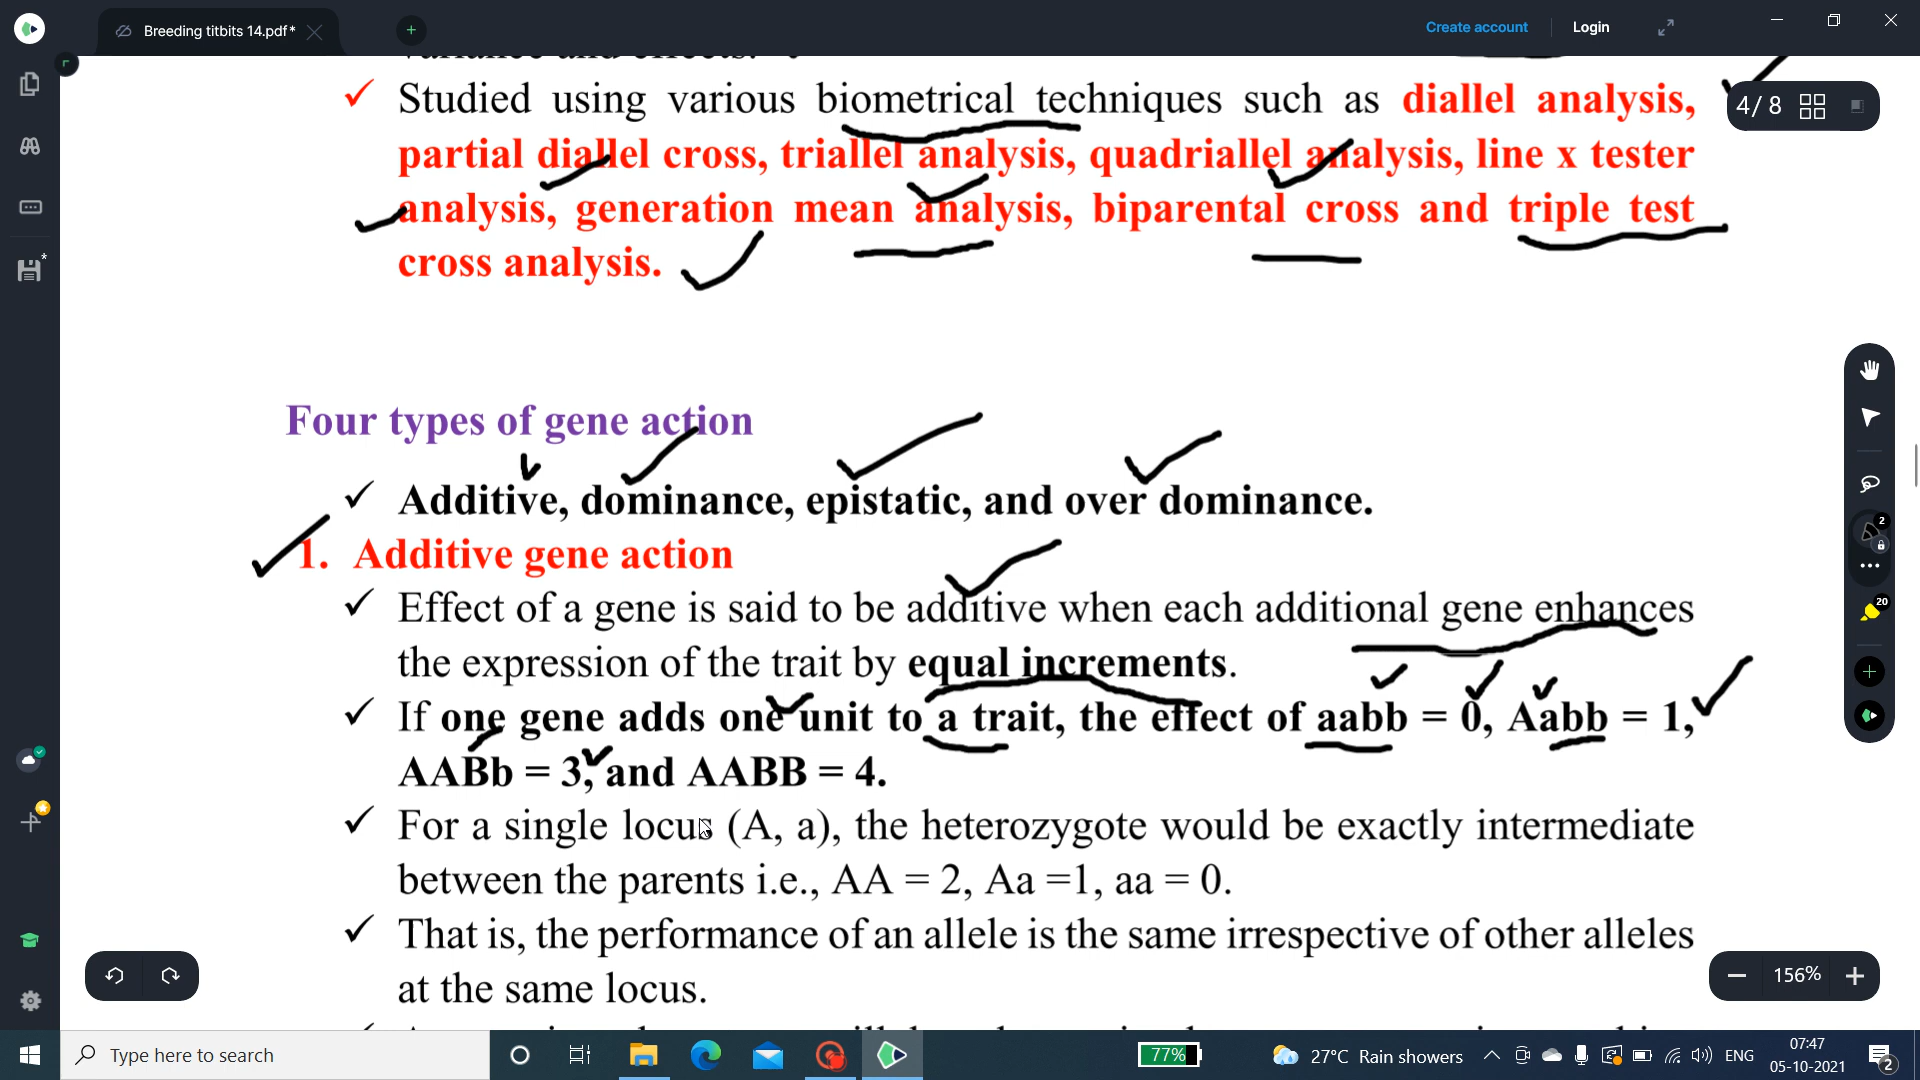 Breeding titbits 14.pdf*
Create account
Login
variance and effects.
Studied using various biometrical techniques such as diallel analysis,
4/ 8
partial diallel cross, triallel analysis, quadriallel analysis, line x tester
analysis, generation mean analysis, biparental cross and triple test
cross analysis.
Four types of gene action
Additive, dominance, epistatic, and over dominance.
1. Additive gene action
Effect of a gene is said to be additive when each additional gene enhances
the expression of the trait by equal increments.
If one gene adds one unit to a trait, the effect of aabb = 0, Aabb = 1,
AABb = 3, and AABB = 4.
For a single locus (A, a), the heterozygote would be exactly intermediate
between the parents i.e., AA = 2, Aa =1, aa = 0.
That is, the performance of an allele is the same irrespective of other alleles
at the same locus.
2
20
156%
Type here to search
77%
27°C Rain showers
ENG
07:47
05-10-2021
2